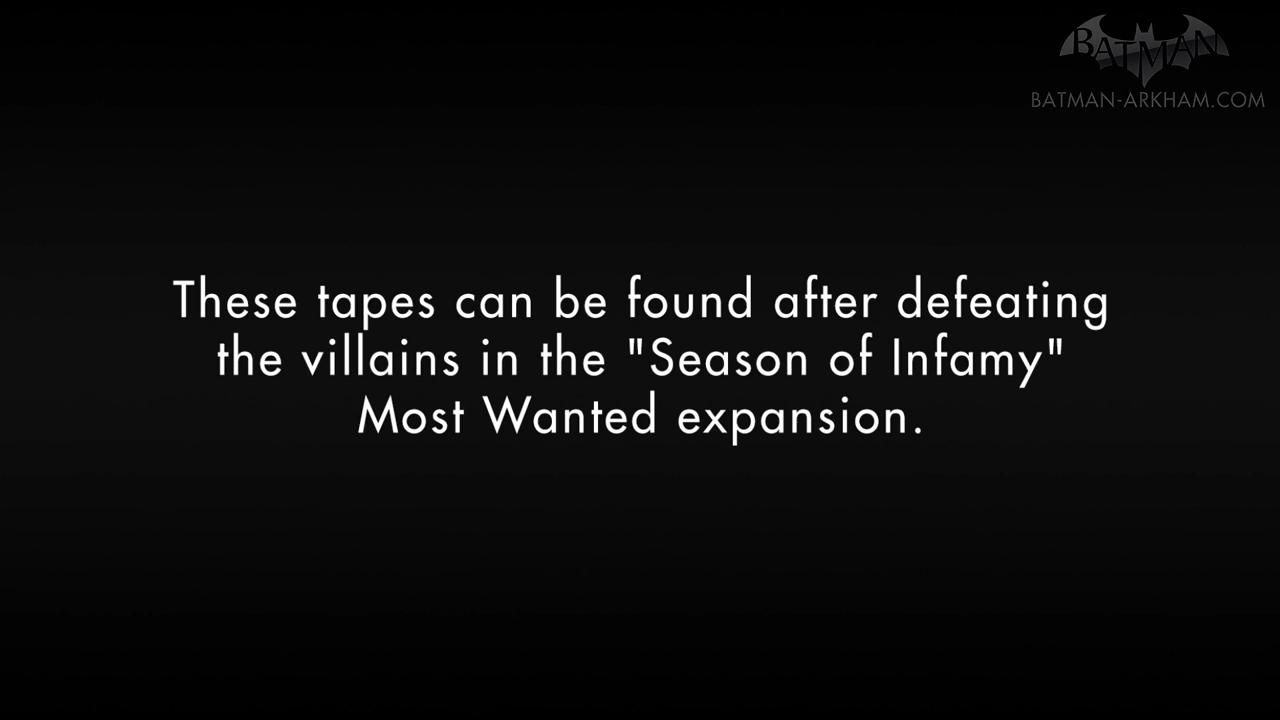 BATMAN
BATMAN-ARKHAM.COM
These tapes can be found after defeating
the villains in the "Season of Infamy"
Most Wanted expansion.